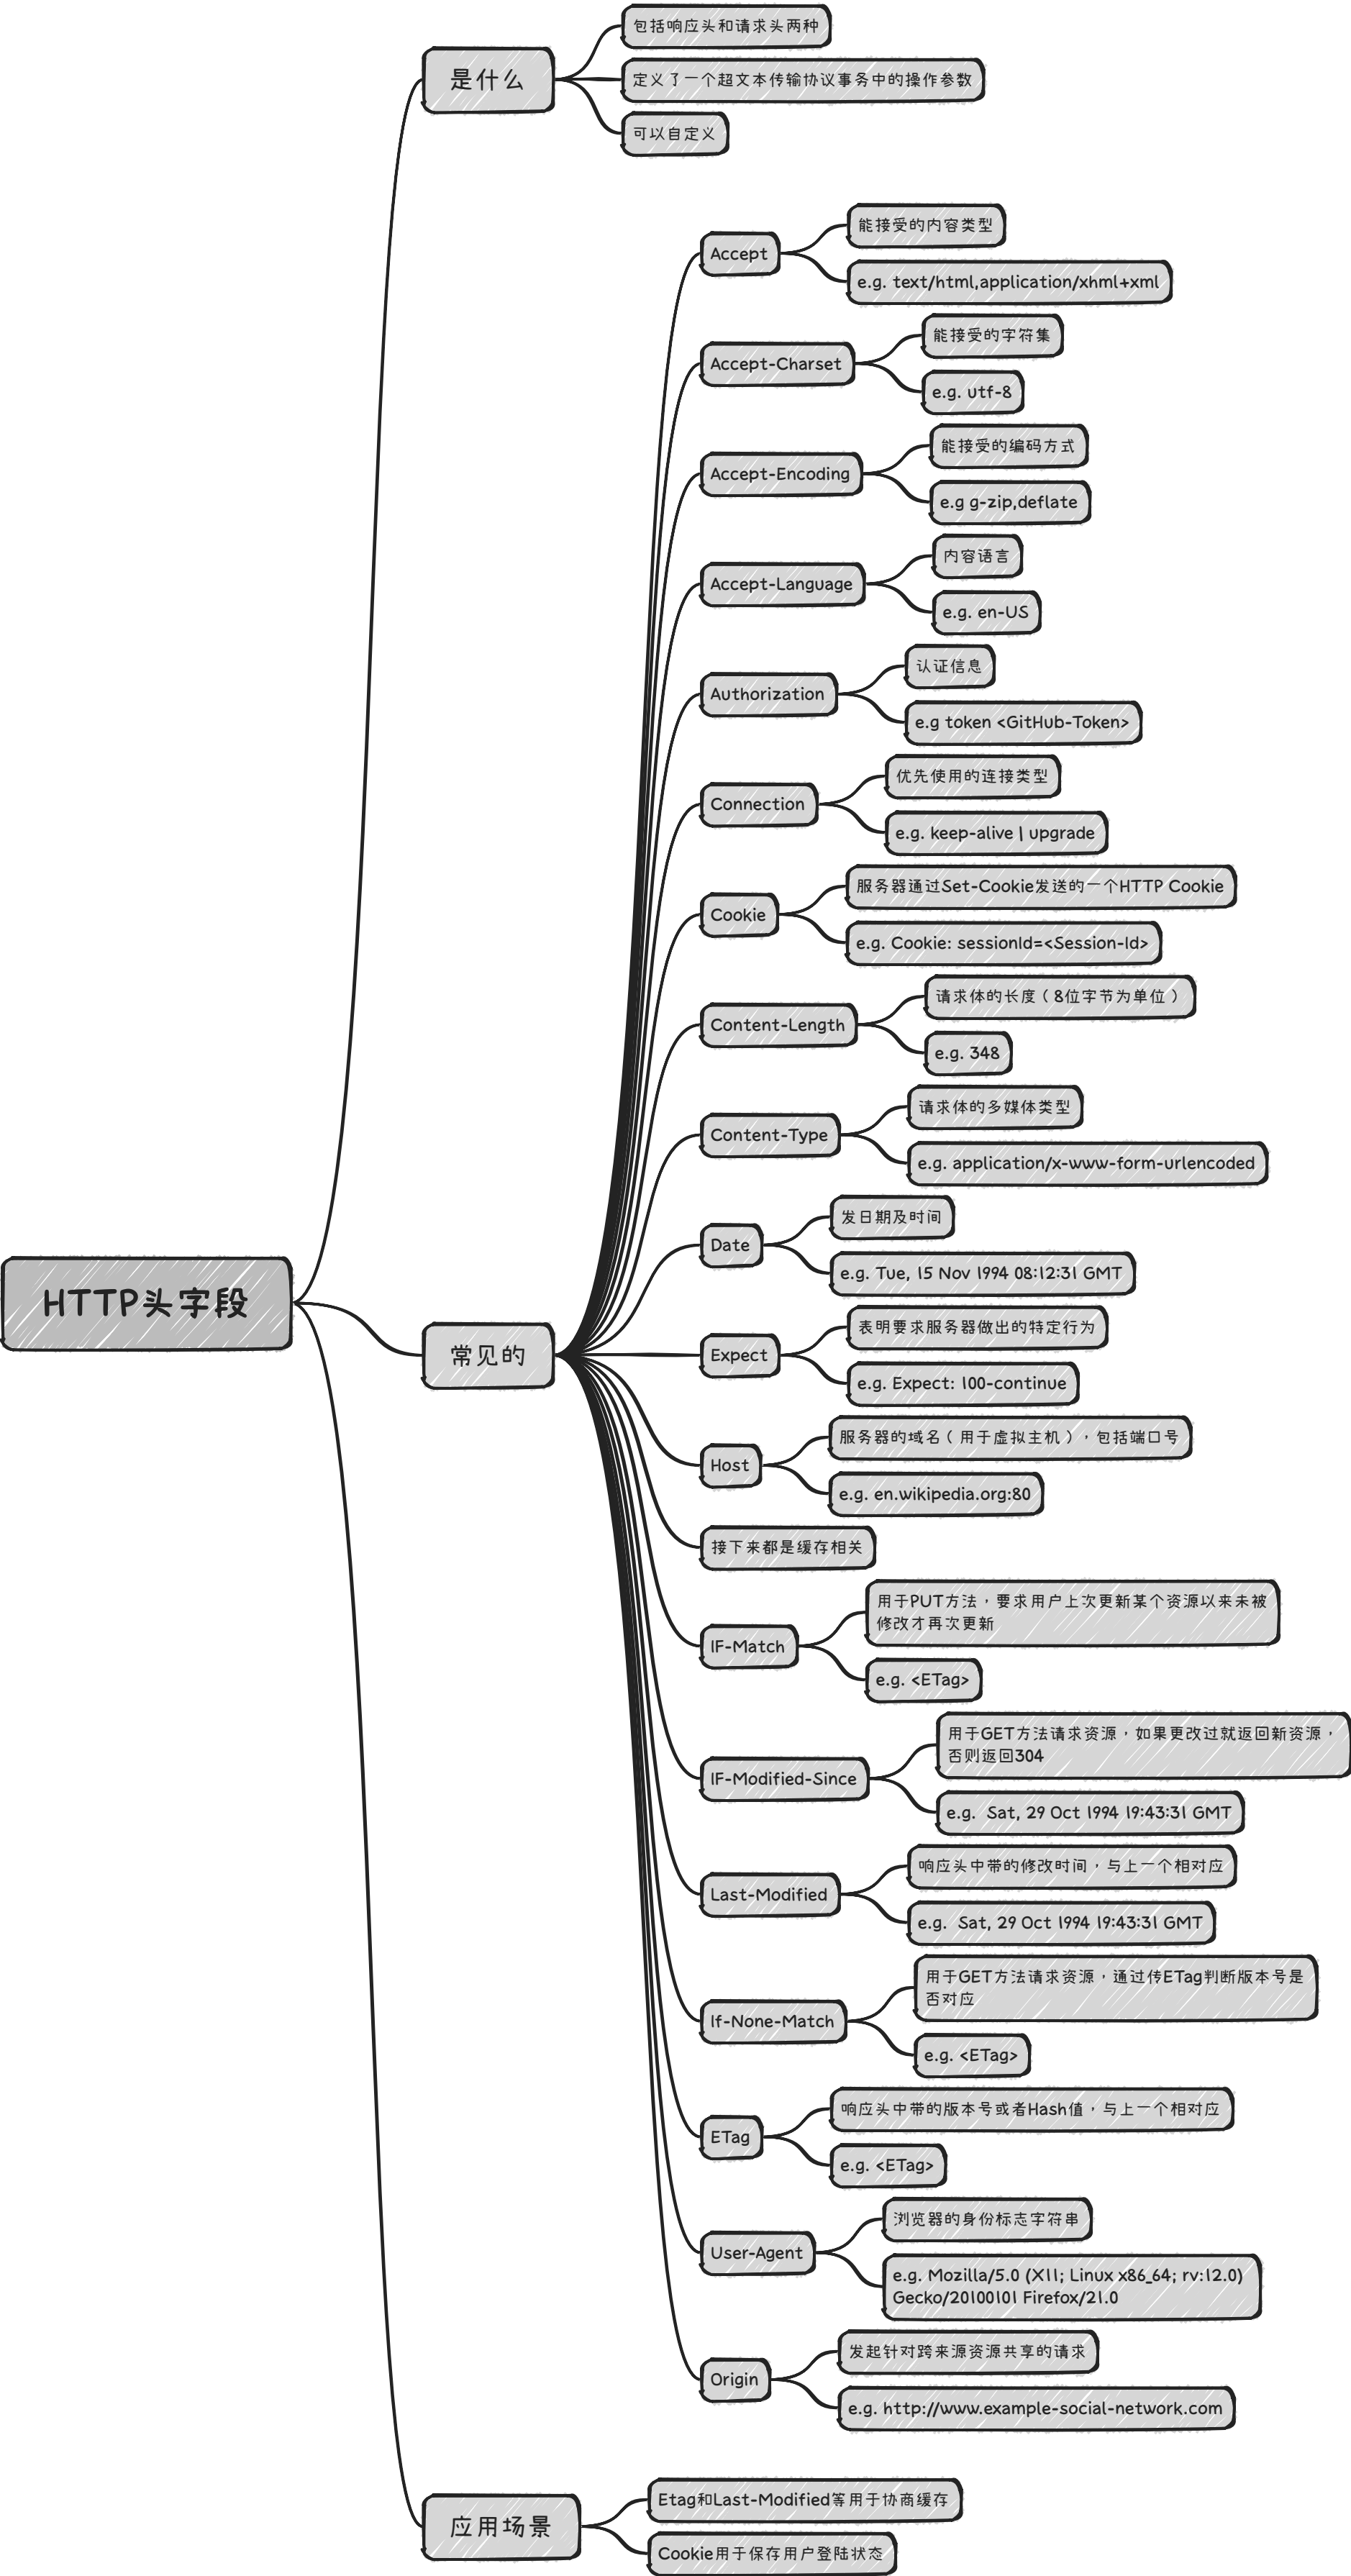 HTTP头字段
是什么
包括响应头和请求头两种
定义了一个超文本传输协议事务中的操作参数
可以自定义
常见的
Accept
能接受的内容类型
e.g. text/html,application/xhml+xml
Accept-Charset
能接受的字符集
e.g. utf-8
Accept-Encoding
能接受的编码方式
e.g g-zip,deflate
Accept-Language
内容语言
e.g. en-US
Authorization
认证信息
e.g token <GitHub-Token>
Connection
优先使用的连接类型
e.g. keep-alive | upgrade
Cookie
服务器通过Set-Cookie发送的一个HTTP Cookie
e.g. Cookie: sessionId=<Session-Id>
Content-Length
请求体的长度（8位字节为单位）
e.g. 348
Content-Type
请求体的多媒体类型
e.g. application/x-www-form-urlencoded
Date
发日期及时间
e.g. Tue, 15 Nov 1994 08:12:31 GMT
Expect
表明要求服务器做出的特定行为
e.g. Expect: 100-continue
Host
服务器的域名（用于虚拟主机），包括端口号
e.g. en.wikipedia.org:80
接下来都是缓存相关
IF-Match
用于PUT方法，要求用户上次更新某个资源以来未被
修改才再次更新
e.g. <ETag>
IF-Modified-Since
用于GET方法请求资源，如果更改过就返回新资源，
否则返回304
e.g.  Sat, 29 Oct 1994 19:43:31 GMT
Last-Modified
响应头中带的修改时间，与上一个相对应
e.g.  Sat, 29 Oct 1994 19:43:31 GMT
If-None-Match
用于GET方法请求资源，通过传ETag判断版本号是
否对应
e.g. <ETag>
ETag
响应头中带的版本号或者Hash值，与上一个相对应
e.g. <ETag>
User-Agent
浏览器的身份标志字符串
e.g. Mozilla/5.0 (X11; Linux x86_64; rv:12.0)
Gecko/20100101 Firefox/21.0
Origin
发起针对跨来源资源共享的请求
e.g. http://www.example-social-network.com
应用场景
Etag和Last-Modified等用于协商缓存
Cookie用于保存用户登陆状态